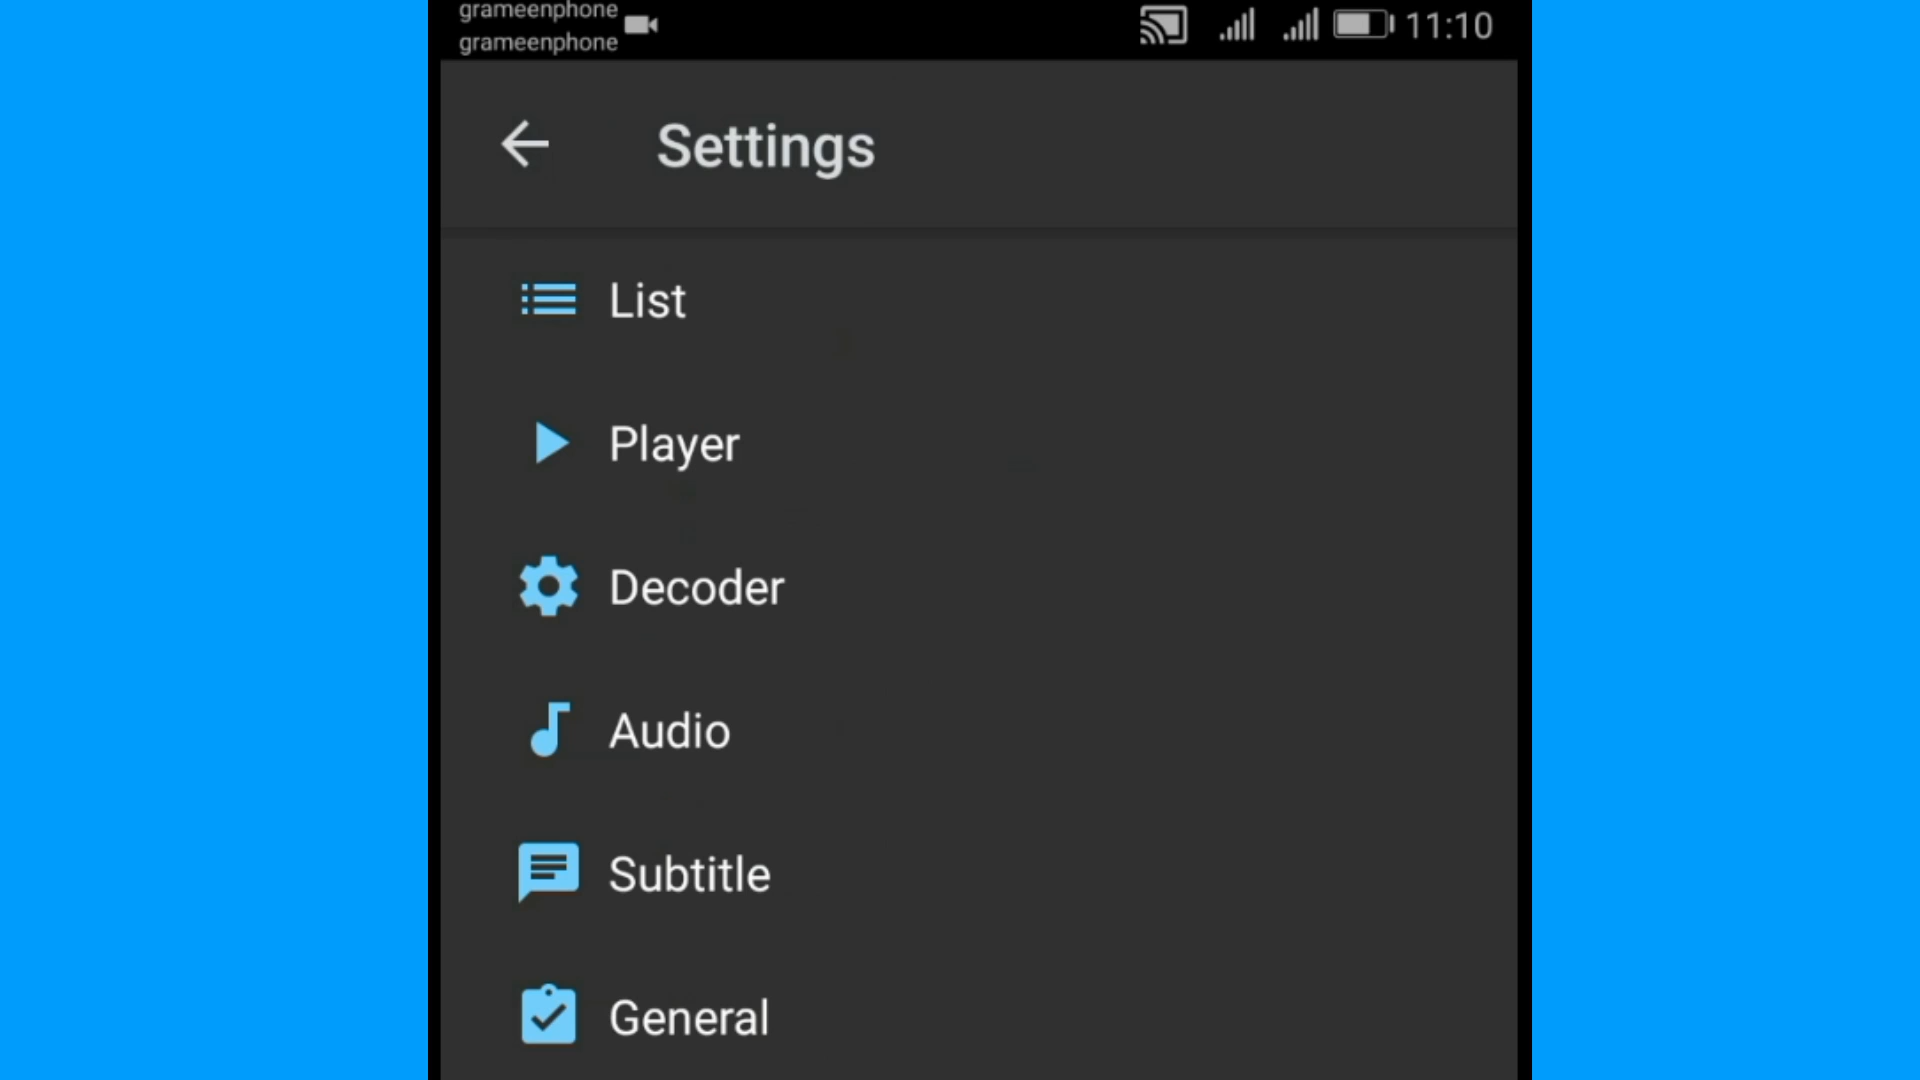 grameenphone
grameenphone
11:10
Settings
List
Player
Decoder
Audio
Subtitle
General